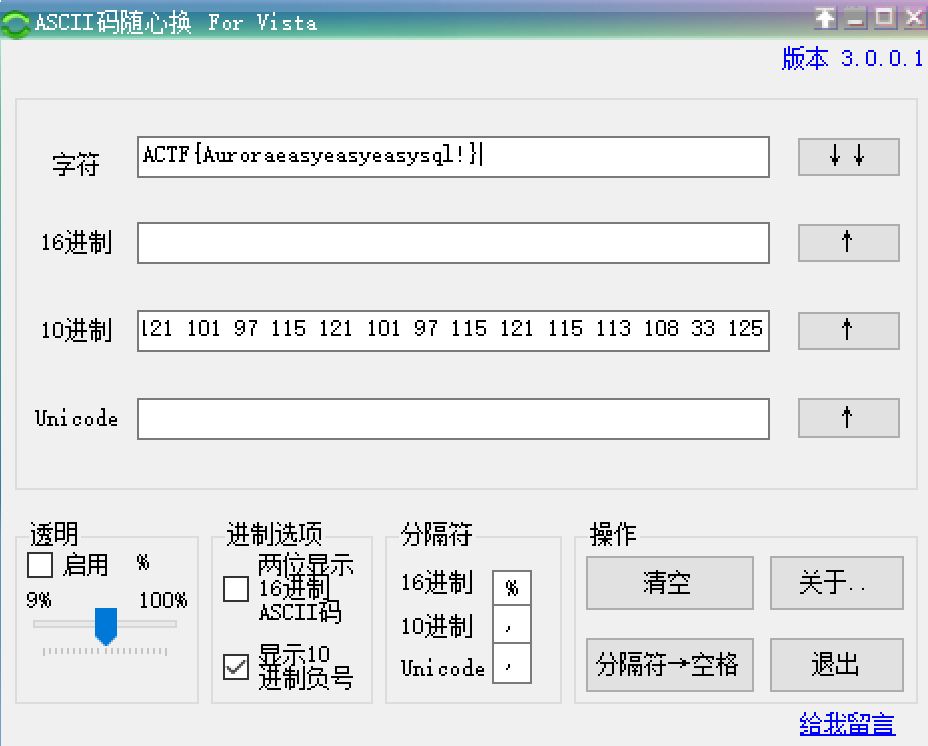 ASCII码随心换 For Vista
版本 3.0.0.1
字符 ACTF{Auroraeasyeasyeasysql!} ↓↓
16进制 ↑
10进制 121 101 97 115 121 101 97 115 121 115 113 108 33 125 ↑
Unicode ↑
透明
启用 %
9% 100%
进制选项
两位显示
16进制
ASCII码
显示10
进制负号
分隔符
16进制 %
10进制 ,
Unicode ,
操作
清空 关于..
分隔符→空格 退出
给我留言